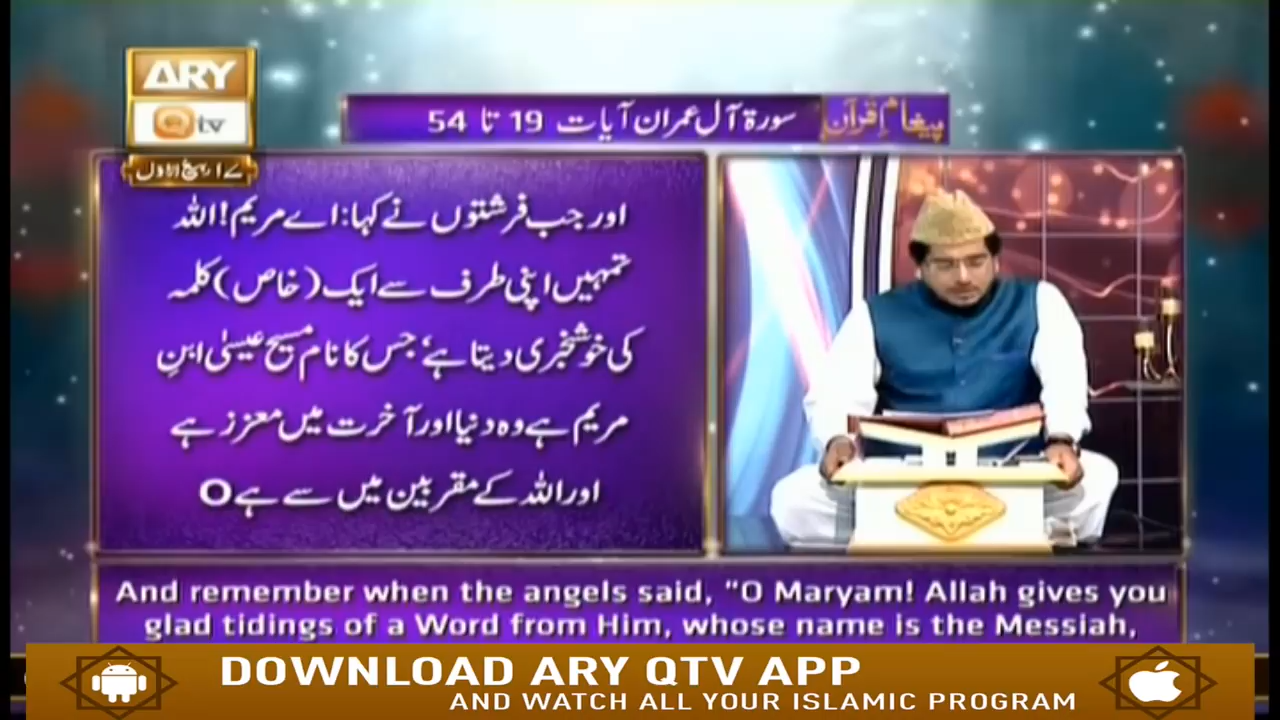 ARY
Qtv
پیغامِ قرآن
سورۃ آل عمران آیات 19 تا 54
۱۷ ربیع الاول
اور جب فرشتوں نے کہا: اے مریم! اللہ
تمہیں اپنی طرف سے ایک (خاص) کلمہ
کی خوشخبری دیتا ہے، جس کا نام مسیح عیسیٰ ابنِ
مریم ہے وہ دنیا اور آخرت میں معزز ہے
اور اللہ کے مقربین میں سے ہے O
And remember when the angels said, "O Maryam! Allah gives you
glad tidings of a Word from Him, whose name is the Messiah,
DOWNLOAD ARY QTV APP
AND WATCH ALL YOUR ISLAMIC PROGRAM